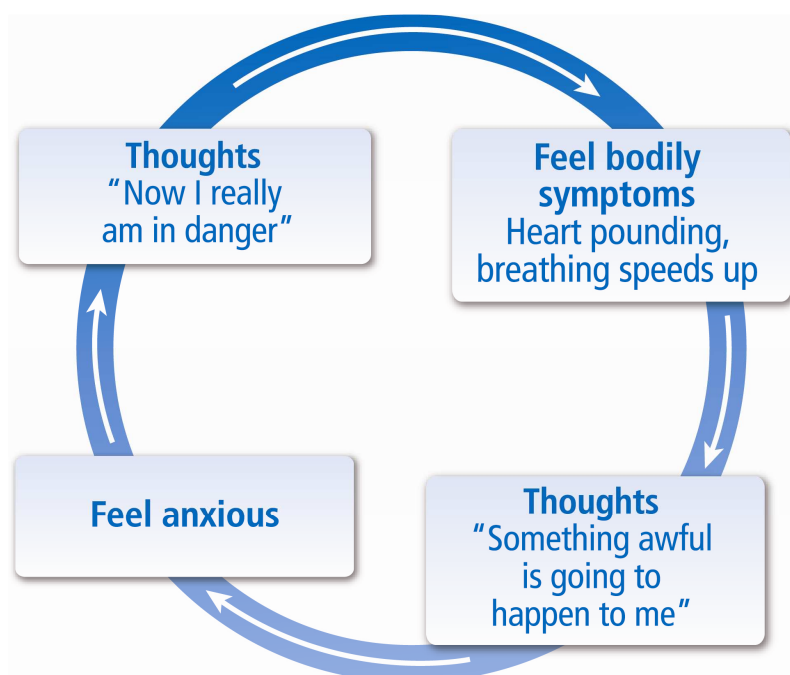 Thoughts
“Now I really
am in danger”
Feel bodily
symptoms
Heart pounding,
breathing speeds up
Thoughts
“Something awful
is going to
happen to me”
Feel anxious